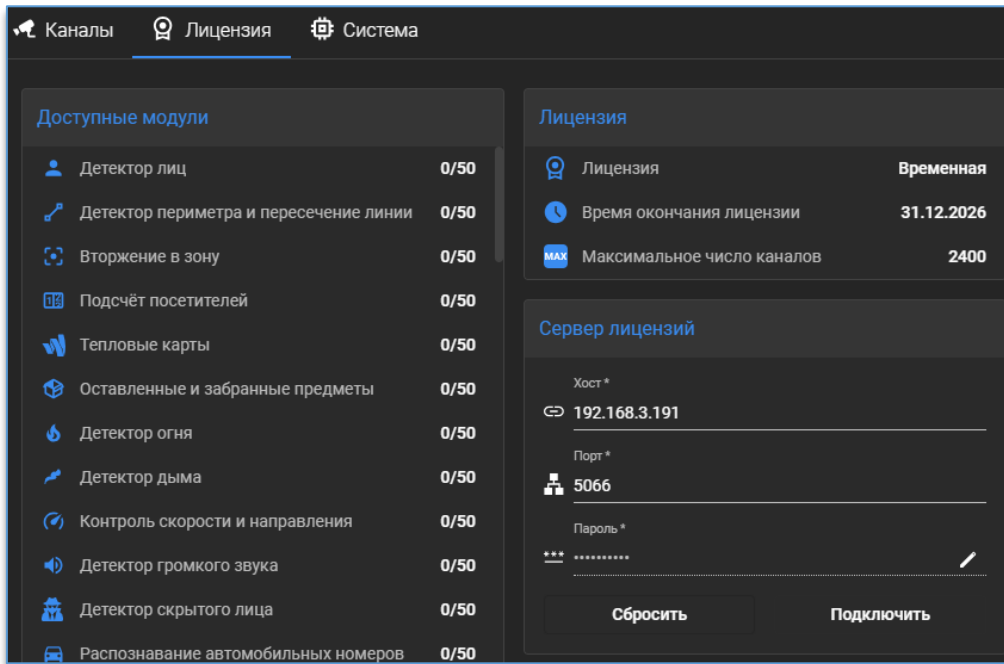 Каналы
Лицензия
Система
Доступные модули
Детектор лиц 0/50
Детектор периметра и пересечение линии 0/50
Вторжение в зону 0/50
Подсчёт посетителей 0/50
Тепловые карты 0/50
Оставленные и забранные предметы 0/50
Детектор огня 0/50
Детектор дыма 0/50
Контроль скорости и направления 0/50
Детектор громкого звука 0/50
Детектор скрытого лица 0/50
Распознавание автомобильных номеров 0/50
Лицензия
Лицензия Временная
Время окончания лицензии 31.12.2026
MAX Максимальное число каналов 2400
Сервер лицензий
Хост *
192.168.3.191
Порт *
5066
Пароль *
••••••••••
Сбросить
Подключить